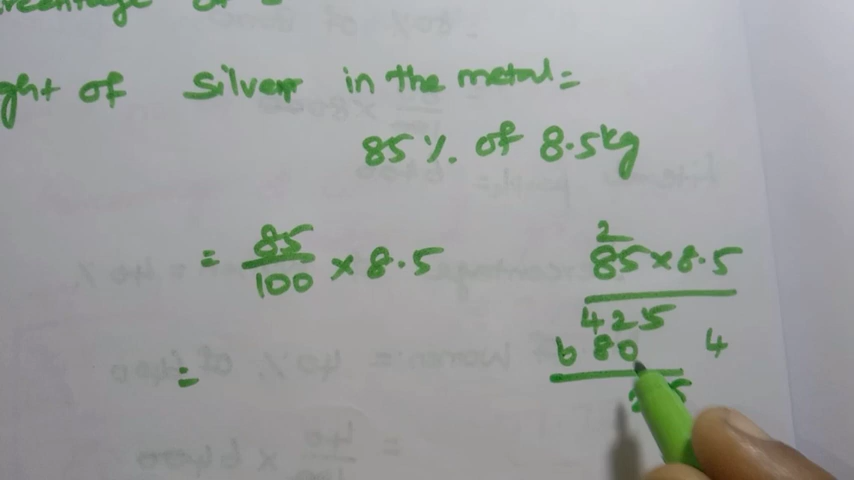 of
ght of silver in the metal =
85%. of 8.5kg
= 85/100 × 8.5
2
85 × 8.5
425
680 4
=